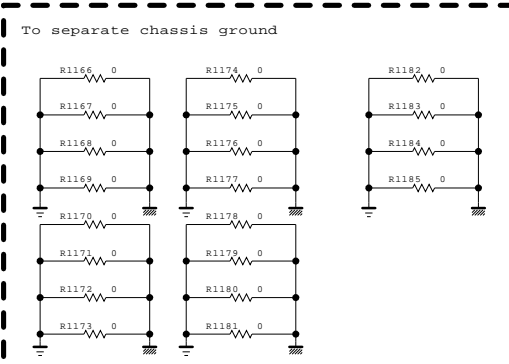 To separate chassis ground
R1166 0 R1174 0 R1182 0
R1167 0 R1175 0 R1183 0
R1168 0 R1176 0 R1184 0
R1169 0 R1177 0 R1185 0
R1170 0 R1178 0
R1171 0 R1179 0
R1172 0 R1180 0
R1173 0 R1181 0